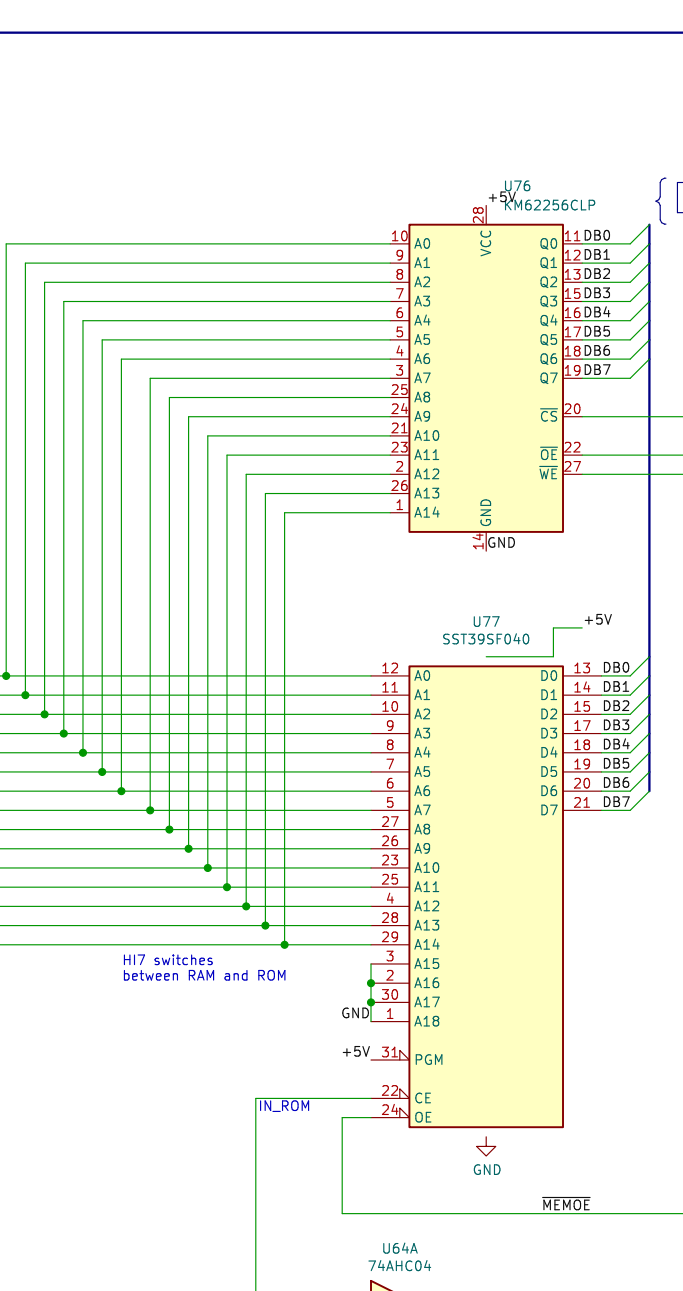 U76
+5V
KM62256CLP
28
VCC
10 A0 Q0 11 DB0
9 A1 Q1 12 DB1
8 A2 Q2 13 DB2
7 A3 Q3 15 DB3
6 A4 Q4 16 DB4
5 A5 Q5 17 DB5
4 A6 Q6 18 DB6
3 A7 Q7 19 DB7
25 A8
24 A9 CS 20
21 A10
23 A11 OE 22
2 A12 WE 27
26 A13
1 A14
GND
14 GND
U77
SST39SF040
+5V
12 A0 D0 13 DB0
11 A1 D1 14 DB1
10 A2 D2 15 DB2
9 A3 D3 17 DB3
8 A4 D4 18 DB4
7 A5 D5 19 DB5
6 A6 D6 20 DB6
5 A7 D7 21 DB7
27 A8
26 A9
23 A10
25 A11
4 A12
28 A13
29 A14
HI7 switches
between RAM and ROM
3 A15
2 A16
30 A17
GND
1 A18
+5V 31 PGM
22 CE
IN_ROM
24 OE
GND
MEMOE
U64A
74AHC04